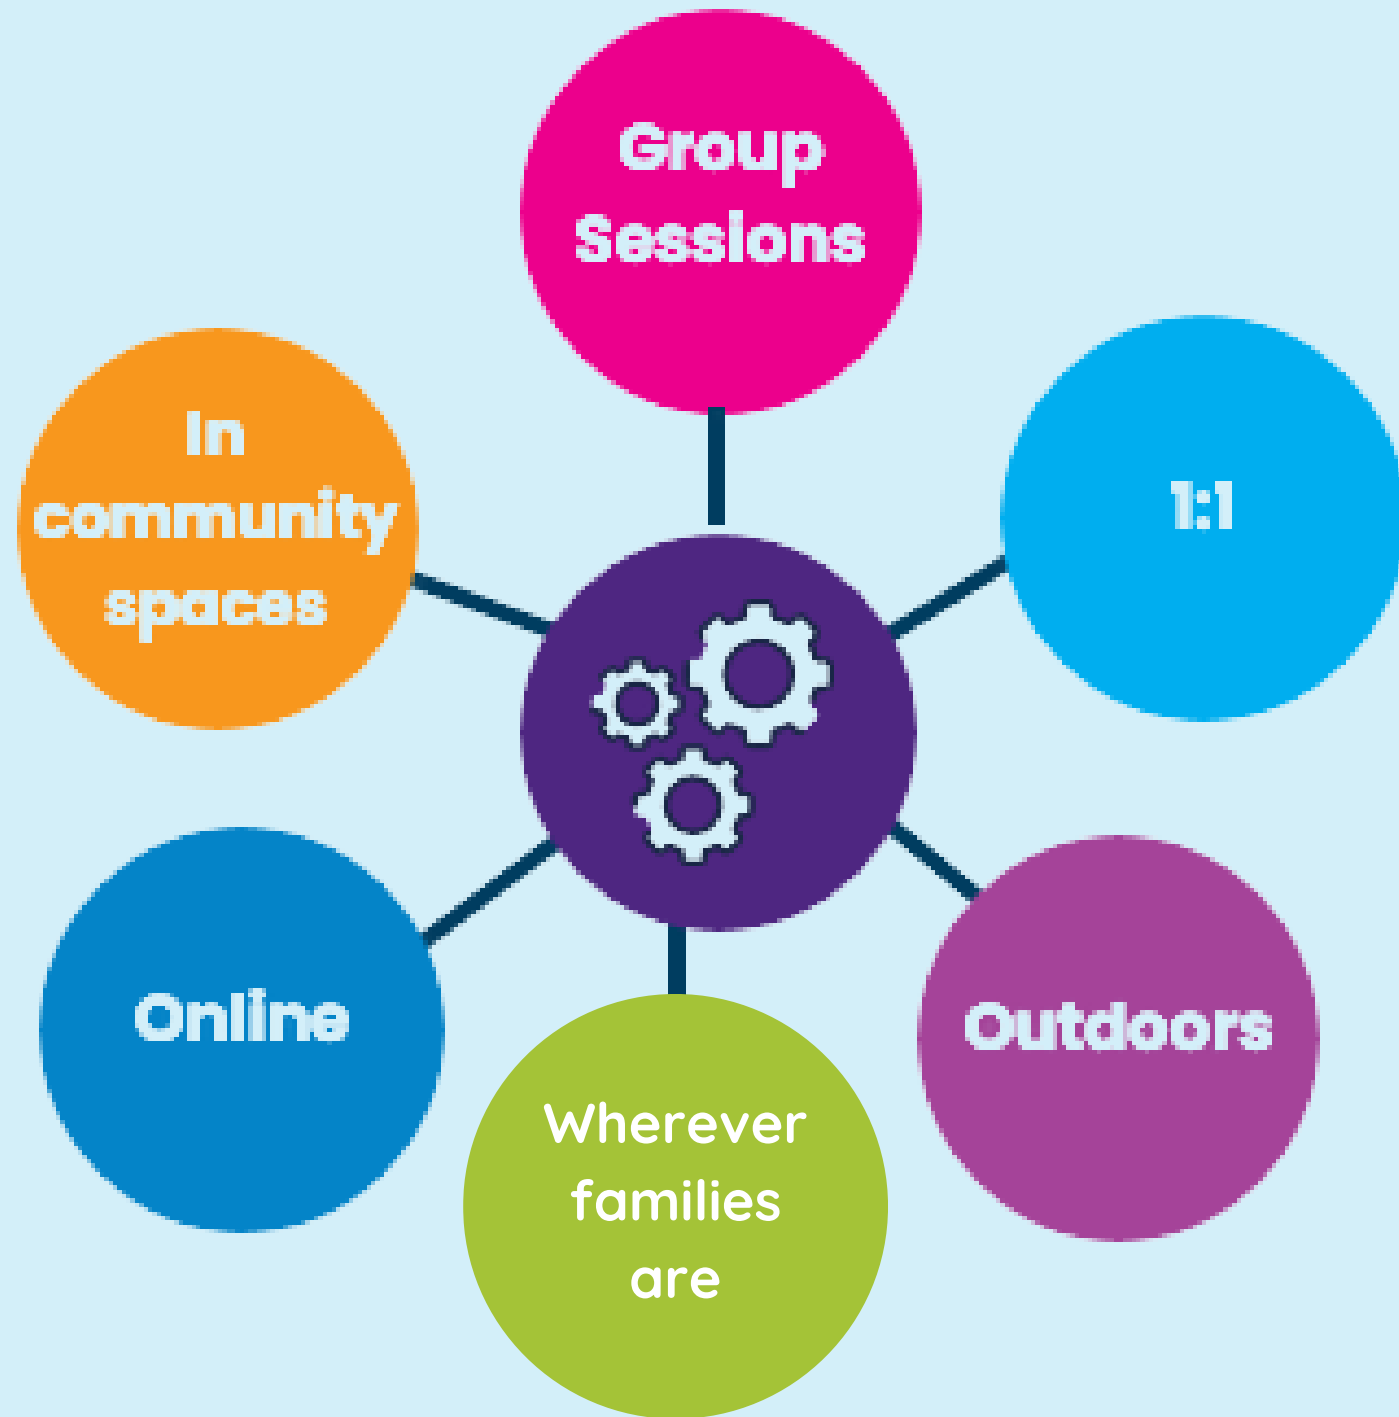 Group
Sessions
In
community
spaces
1:1
Online
Outdoors
Wherever
families
are